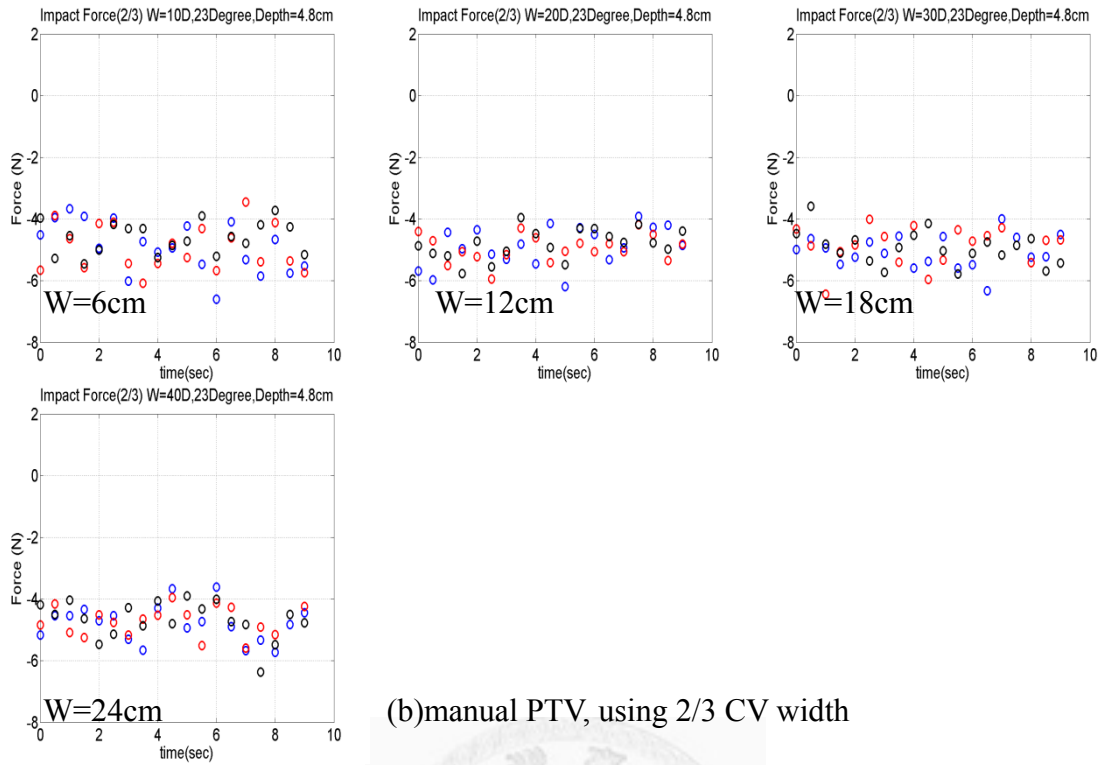 Impact Force(2/3) W=10D,23Degree,Depth=4.8cm
2
0
-2
-4
-6
-8
Force (N)
W=6cm
0 2 4 6 8 10
time(sec)
Impact Force(2/3) W=20D,23Degree,Depth=4.8cm
2
0
-2
-4
-6
-8
Force (N)
W=12cm
0 2 4 6 8 10
time(sec)
Impact Force(2/3) W=30D,23Degree,Depth=4.8cm
2
0
-2
-4
-6
-8
Force (N)
W=18cm
0 2 4 6 8 10
time(sec)
Impact Force(2/3) W=40D,23Degree,Depth=4.8cm
2
0
-2
-4
-6
-8
Force (N)
W=24cm
0 2 4 6 8 10
time(sec)
(b)manual PTV, using 2/3 CV width